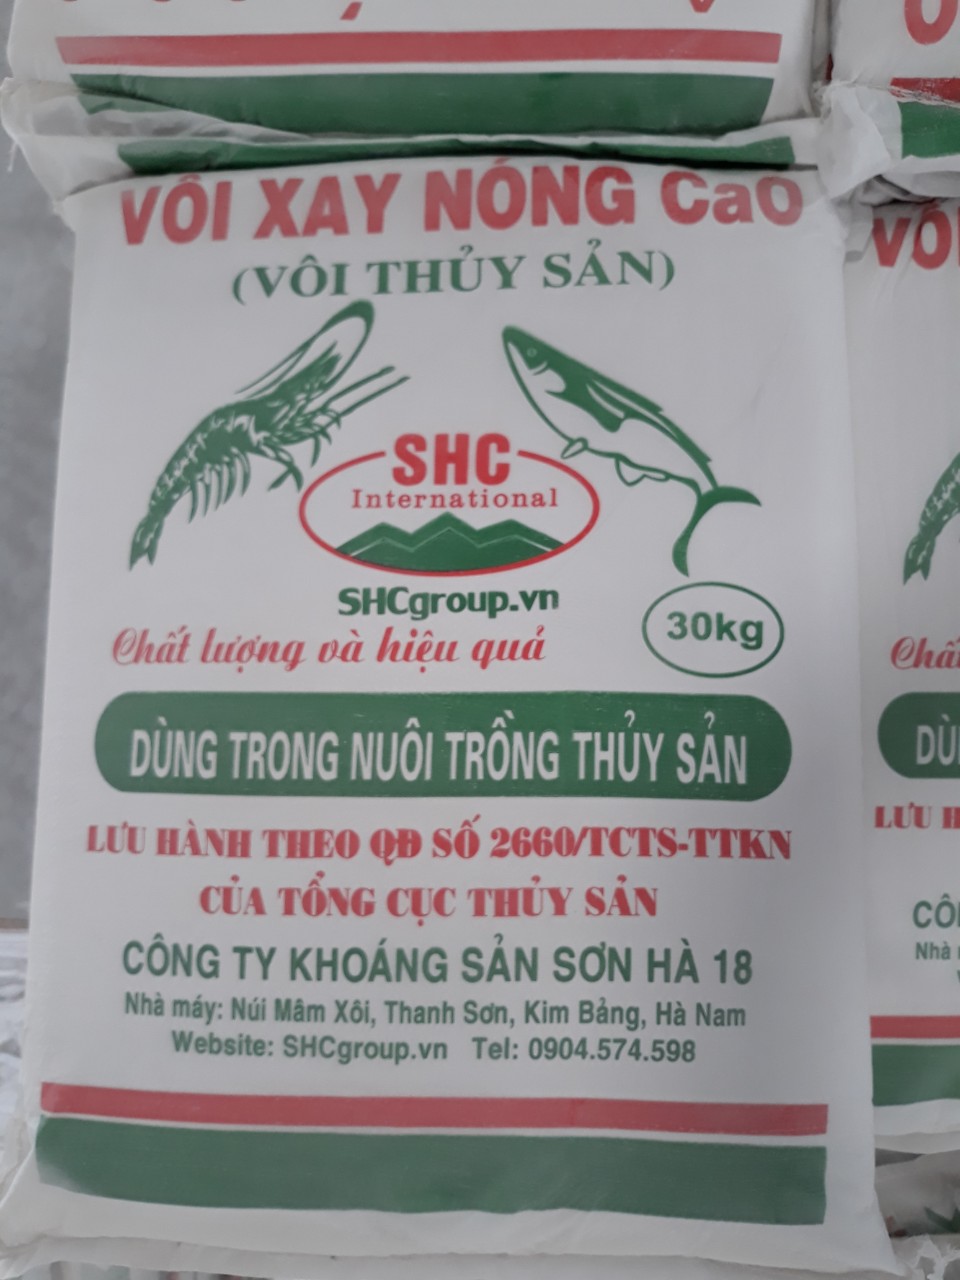 VÔI XAY NÓNG CaO
(VÔI THỦY SẢN)
SHC
International
SHCgroup.vn
Chất lượng và hiệu quả
30kg
DÙNG TRONG NUÔI TRỒNG THỦY SẢN
LƯU HÀNH THEO QĐ SỐ 2660/TCTS-TTKN
CỦA TỔNG CỤC THỦY SẢN
CÔNG TY KHOÁNG SẢN SƠN HÀ 18
Nhà máy: Núi Mâm Xôi, Thanh Sơn, Kim Bảng, Hà Nam
Website: SHCgroup.vn Tel: 0904.574.598